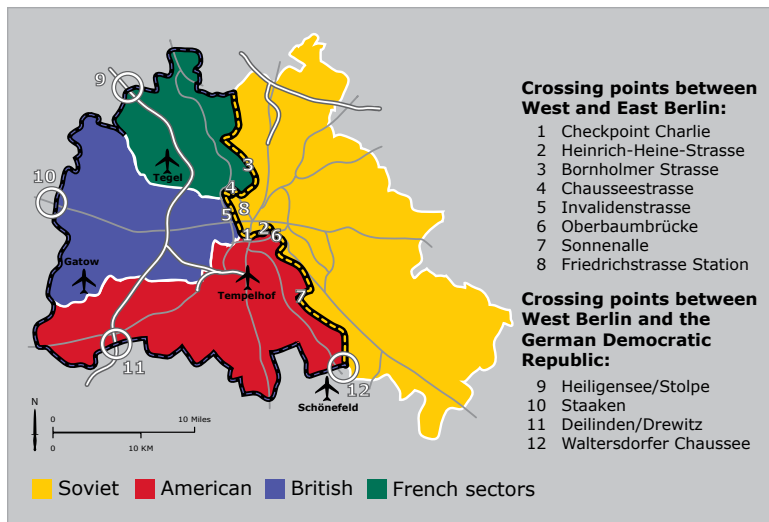 9
3
Tegel
10
4
8
5
2
1
6
Gatow
Tempelhof
7
11
12
Schönefeld
N
0
10 Miles
0
10 KM
Crossing points between
West and East Berlin:
1 Checkpoint Charlie
2 Heinrich-Heine-Strasse
3 Bornholmer Strasse
4 Chausseestrasse
5 Invalidenstrasse
6 Oberbaumbrücke
7 Sonnenalle
8 Friedrichstrasse Station
Crossing points between
West Berlin and the
German Democratic
Republic:
9 Heiligensee/Stolpe
10 Staaken
11 Deilinden/Drewitz
12 Waltersdorfer Chaussee
Soviet American British French sectors